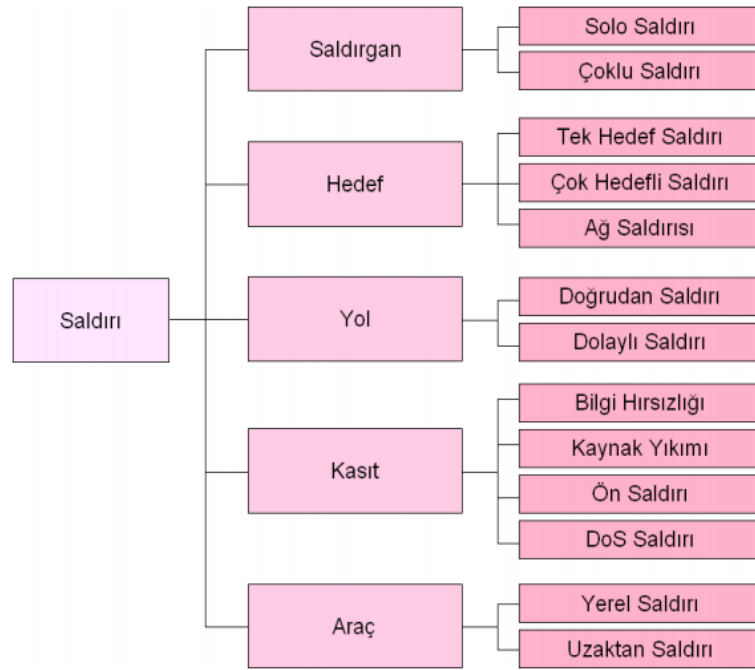 Saldırı
Saldırgan
Solo Saldırı
Çoklu Saldırı
Hedef
Tek Hedef Saldırı
Çok Hedefli Saldırı
Ağ Saldırısı
Yol
Doğrudan Saldırı
Dolaylı Saldırı
Kasıt
Bilgi Hırsızlığı
Kaynak Yıkımı
Ön Saldırı
DoS Saldırı
Araç
Yerel Saldırı
Uzaktan Saldırı